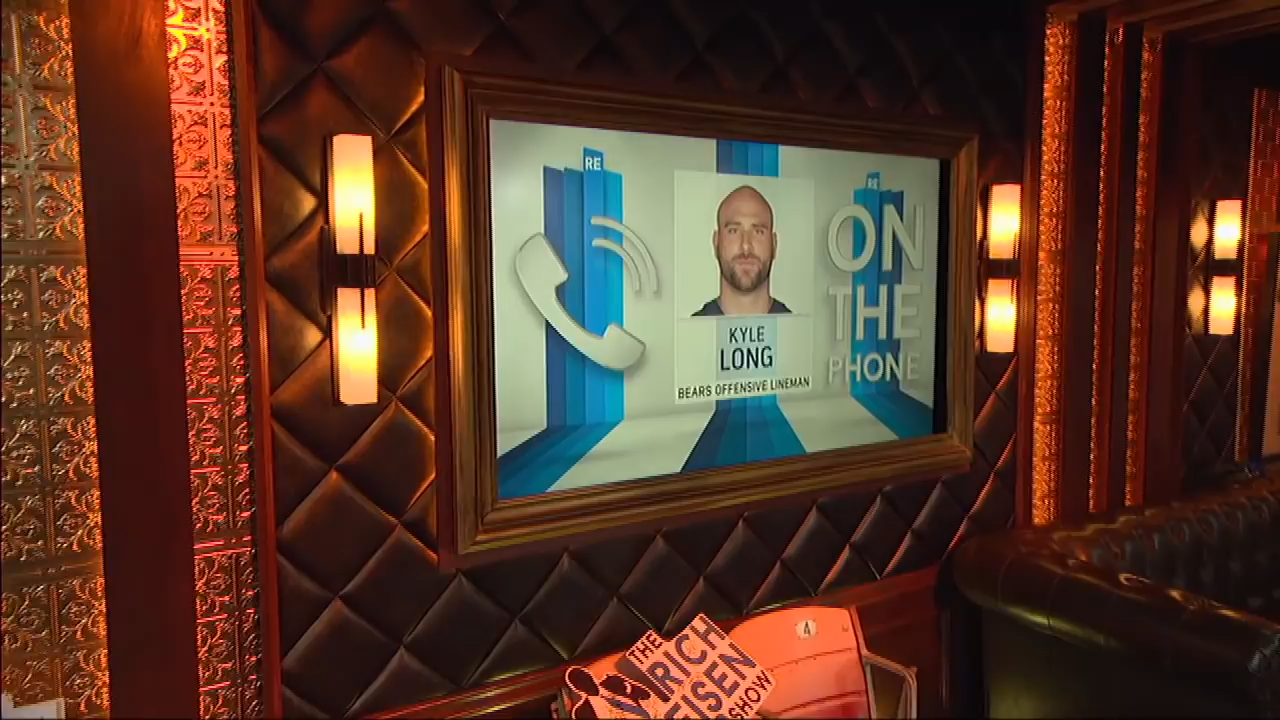 RE
KYLE
LONG
BEARS OFFENSIVE LINEMAN
RE
ON
THE
PHONE
4
THE
RICH
EISEN
SHOW